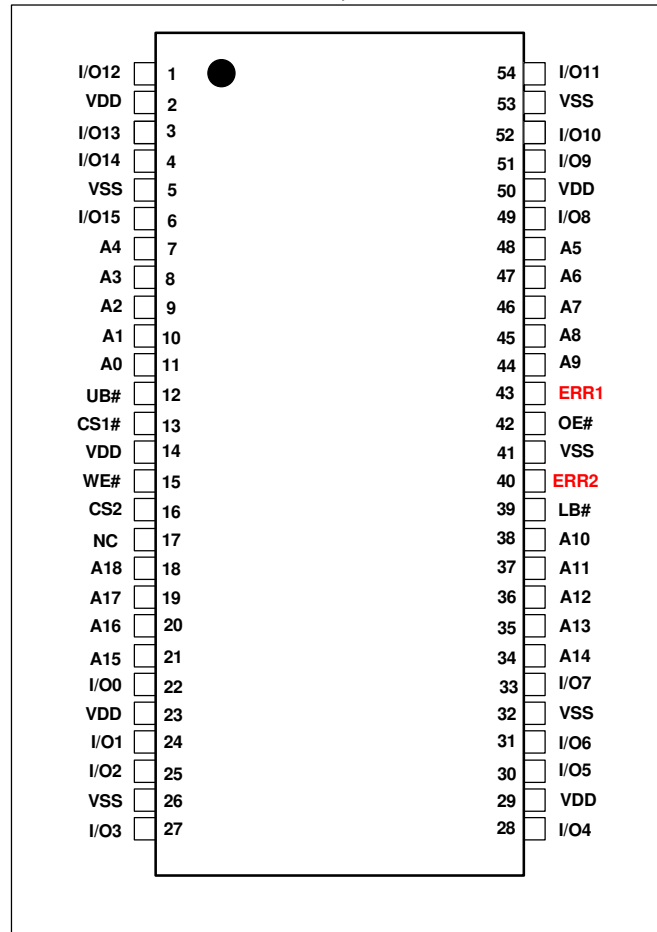 I/O12 1 54 I/O11
VDD 2 53 VSS
I/O13 3 52 I/O10
I/O14 4 51 I/O9
VSS 5 50 VDD
I/O15 6 49 I/O8
A4 7 48 A5
A3 8 47 A6
A2 9 46 A7
A1 10 45 A8
A0 11 44 A9
UB# 12 43 ERR1
CS1# 13 42 OE#
VDD 14 41 VSS
WE# 15 40 ERR2
CS2 16 39 LB#
NC 17 38 A10
A18 18 37 A11
A17 19 36 A12
A16 20 35 A13
A15 21 34 A14
I/O0 22 33 I/O7
VDD 23 32 VSS
I/O1 24 31 I/O6
I/O2 25 30 I/O5
VSS 26 29 VDD
I/O3 27 28 I/O4